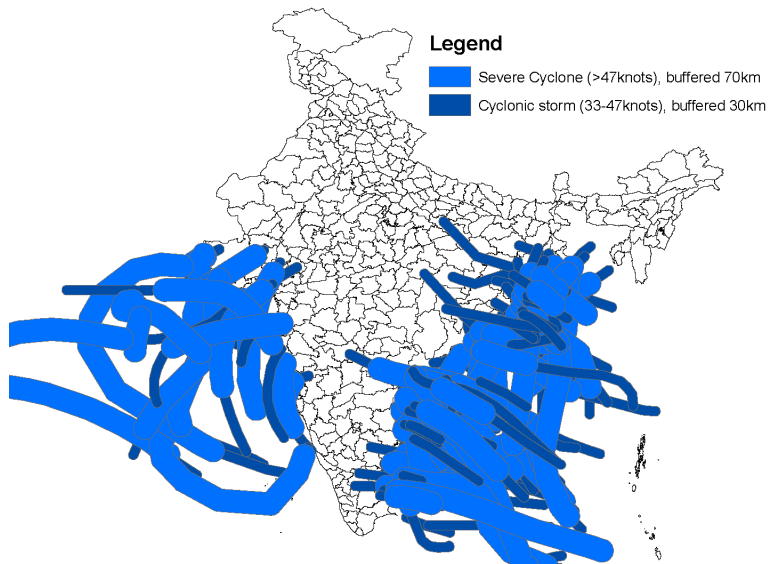 Legend
Severe Cyclone (>47knots), buffered 70km
Cyclonic storm (33-47knots), buffered 30km